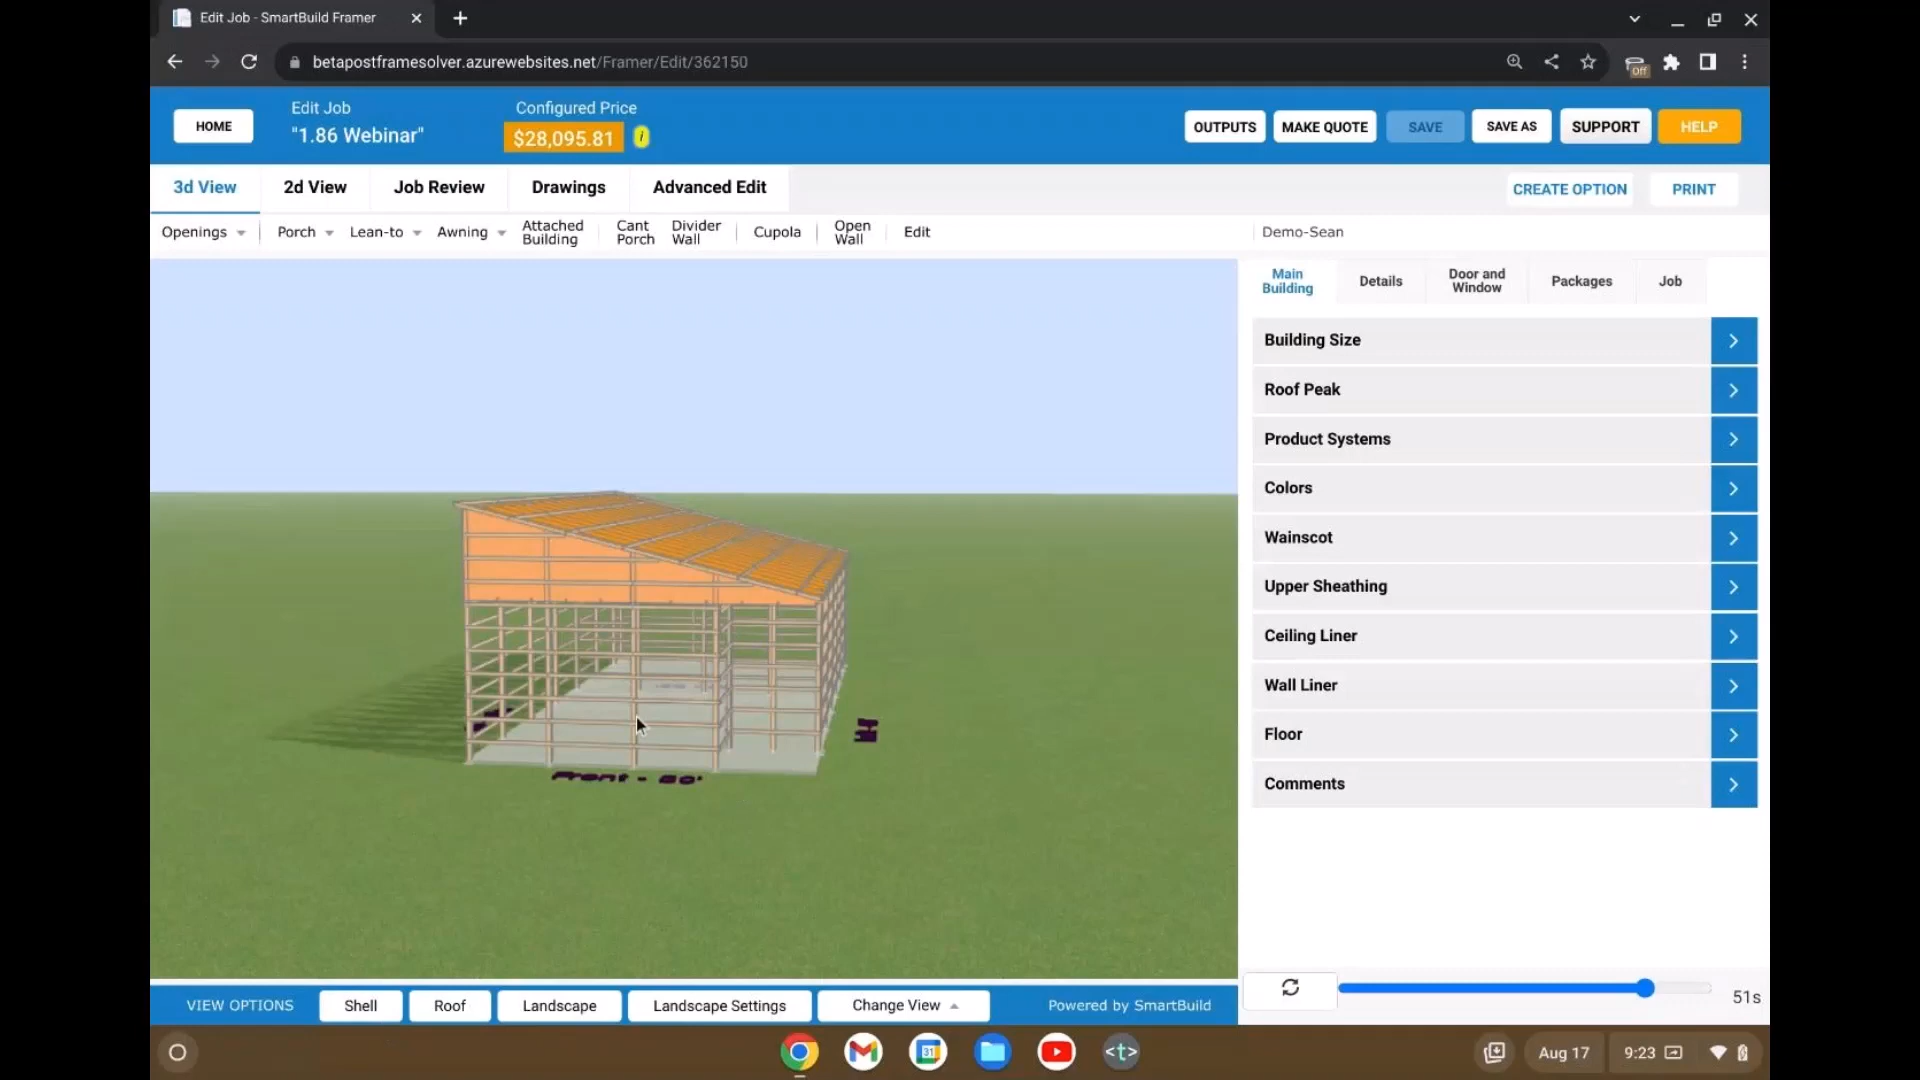 Edit Job - SmartBuild Framer
betapostframesolver.azurewebsites.net/Framer/Edit/362150
Off
HOME
Edit Job
"1.86 Webinar"
Configured Price
$28,095.81
i
OUTPUTS
MAKE QUOTE
SAVE
SAVE AS
SUPPORT
HELP
3d View
2d View
Job Review
Drawings
Advanced Edit
CREATE OPTION
PRINT
Openings
Porch
Lean-to
Awning
Attached
Building
Cant
Porch
Divider
Wall
Cupola
Open
Wall
Edit
Demo-Sean
Main
Building
Details
Door and
Window
Packages
Job
Building Size
Roof Peak
Product Systems
Colors
Wainscot
Upper Sheathing
Ceiling Liner
Wall Liner
Floor
Comments
51s
VIEW OPTIONS
Shell
Roof
Landscape
Landscape Settings
Change View
Powered by SmartBuild
31
<t>
Aug 17
9:23